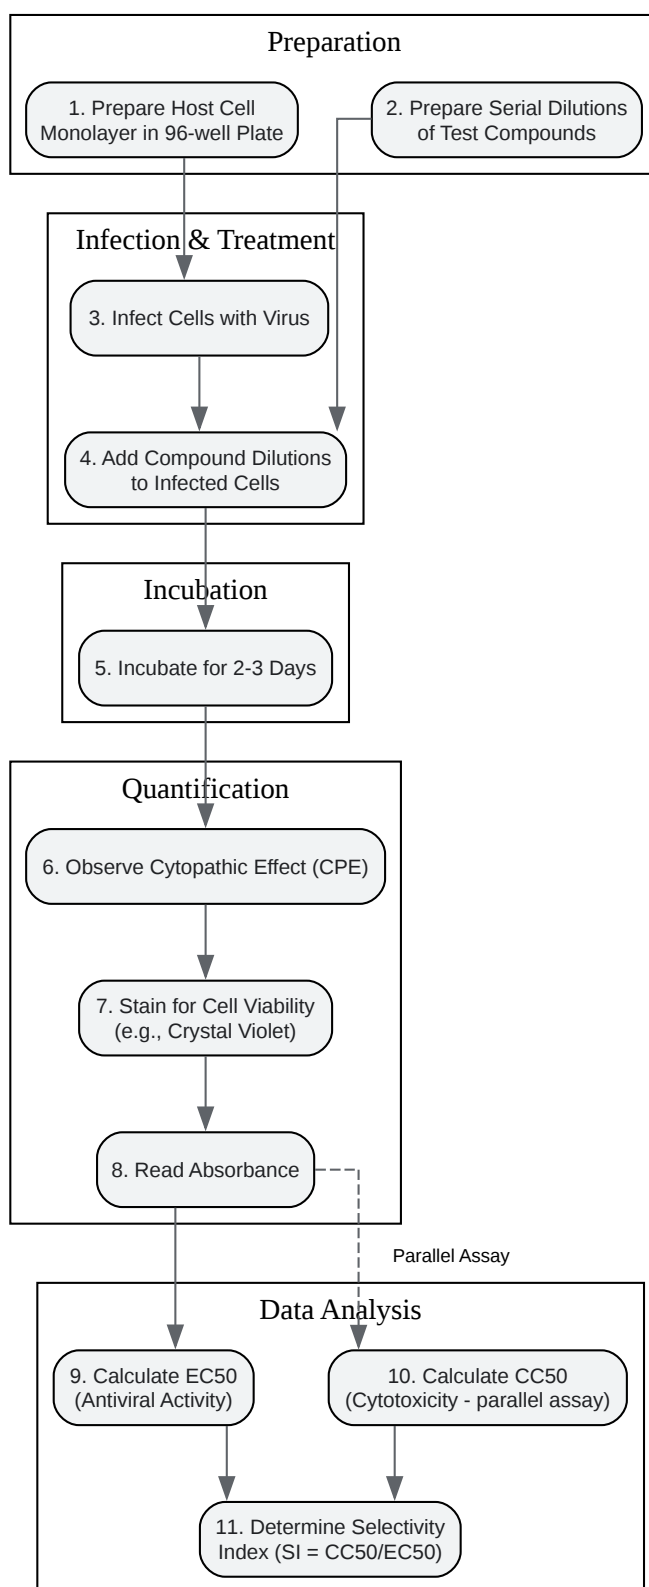 Preparation
1. Prepare Host Cell
Monolayer in 96-well Plate
2. Prepare Serial Dilutions
of Test Compounds
Infection & Treatment
3. Infect Cells with Virus
4. Add Compound Dilutions
to Infected Cells
Incubation
5. Incubate for 2-3 Days
Quantification
6. Observe Cytopathic Effect (CPE)
7. Stain for Cell Viability
(e.g., Crystal Violet)
8. Read Absorbance
Parallel Assay
Data Analysis
9. Calculate EC50
(Antiviral Activity)
10. Calculate CC50
(Cytotoxicity - parallel assay)
11. Determine Selectivity
Index (SI = CC50/EC50)